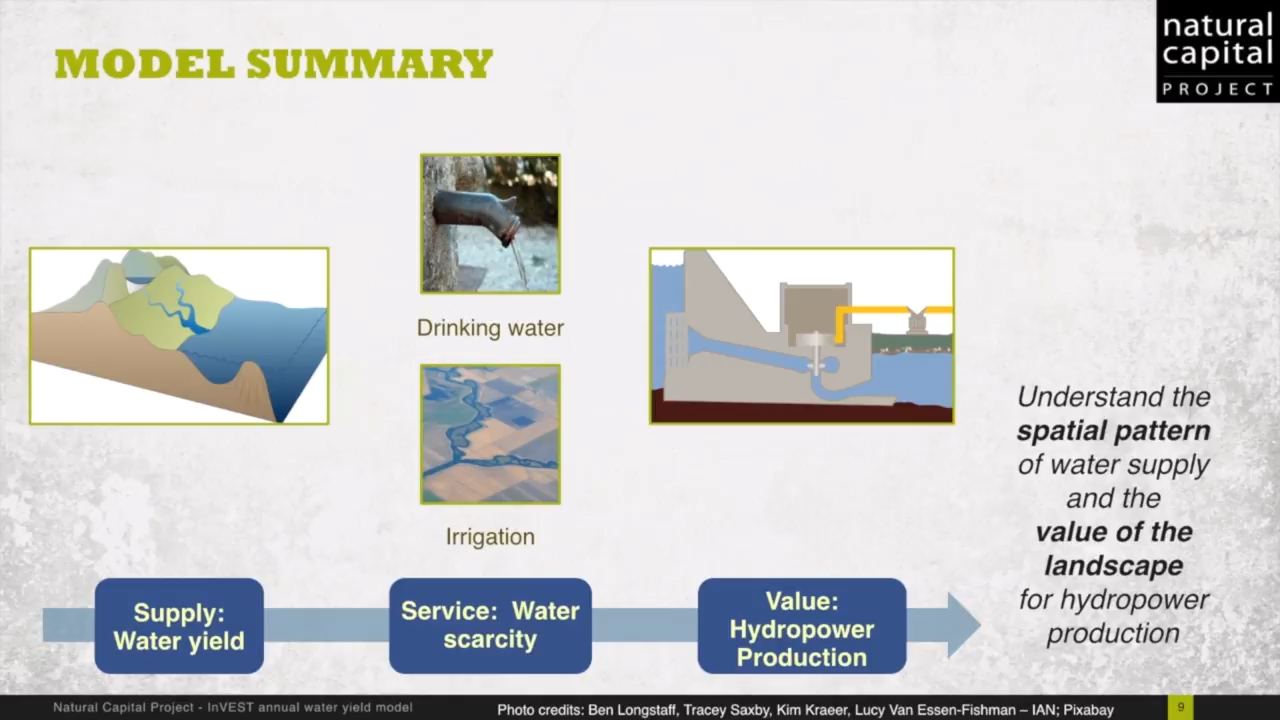 MODEL SUMMARY
natural
capital
PROJECT
Drinking water
Irrigation
Understand the
spatial pattern
of water supply
and the
value of the
landscape
for hydropower
production
Supply:
Water yield
Service:  Water
scarcity
Value:
Hydropower
Production
Natural Capital Project - InVEST annual water yield model
Photo credits: Ben Longstaff, Tracey Saxby, Kim Kraeer, Lucy Van Essen-Fishman – IAN; Pixabay
9